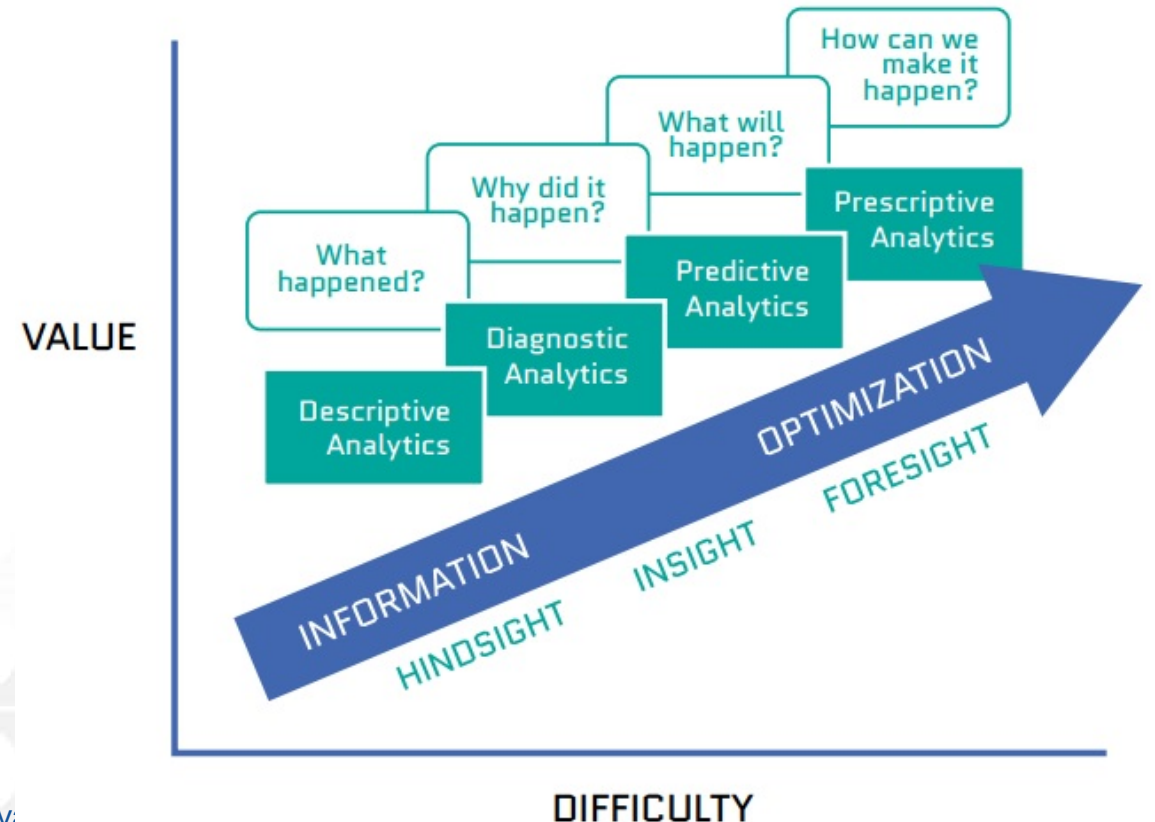 How can we
make it
happen?
What will
happen?
Why did it
happen?
What
happened?
Prescriptive
Analytics
Predictive
Analytics
Diagnostic
Analytics
Descriptive
Analytics
VALUE
INFORMATION
OPTIMIZATION
HINDSIGHT
INSIGHT
FORESIGHT
DIFFICULTY